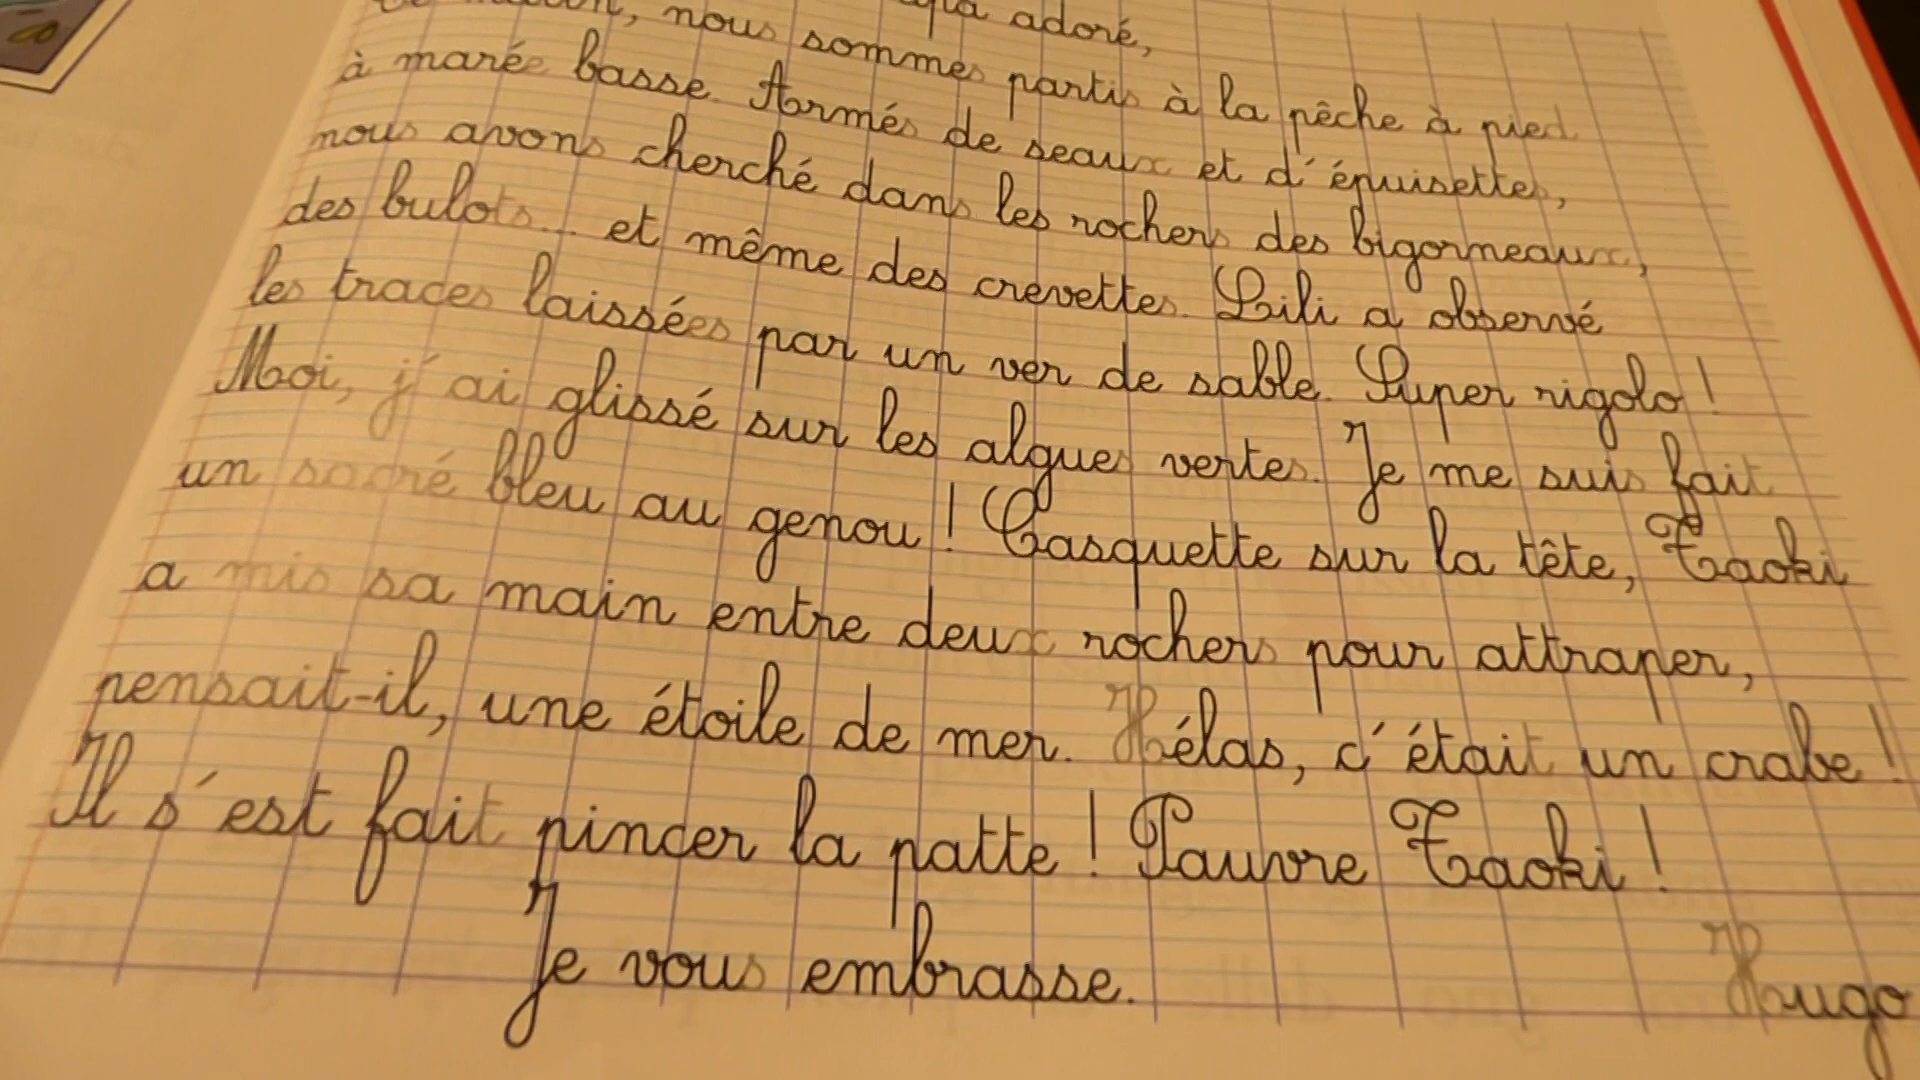 adoré,
nous sommes partis à la pêche à pied
à marée basse. Armés de seaux et d'épuisettes,
nous avons cherché dans les rochers des bigorneaux,
des bulots... et même des crevettes. Lili a observé
les traces laissées par un ver de sable. Super rigolo !
Moi, j'ai glissé sur les algues vertes. Je me suis fait
un sacré bleu au genou ! Casquette sur la tête, Taoki
a mis sa main entre deux rochers pour attraper,
pensait-il, une étoile de mer. Hélas, c'était un crabe !
Il s'est fait pincer la patte ! Pauvre Taoki !
Je vous embrasse.
Hugo